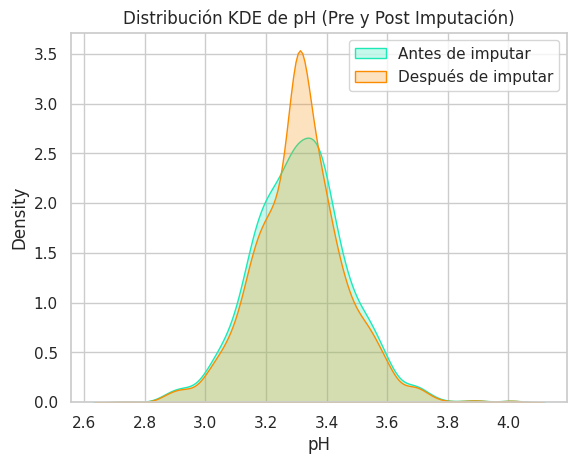 Distribución KDE de pH (Pre y Post Imputación)
Antes de imputar
Después de imputar
Density
3.5
3.0
2.5
2.0
1.5
1.0
0.5
0.0
2.6 2.8 3.0 3.2 3.4 3.6 3.8 4.0
pH